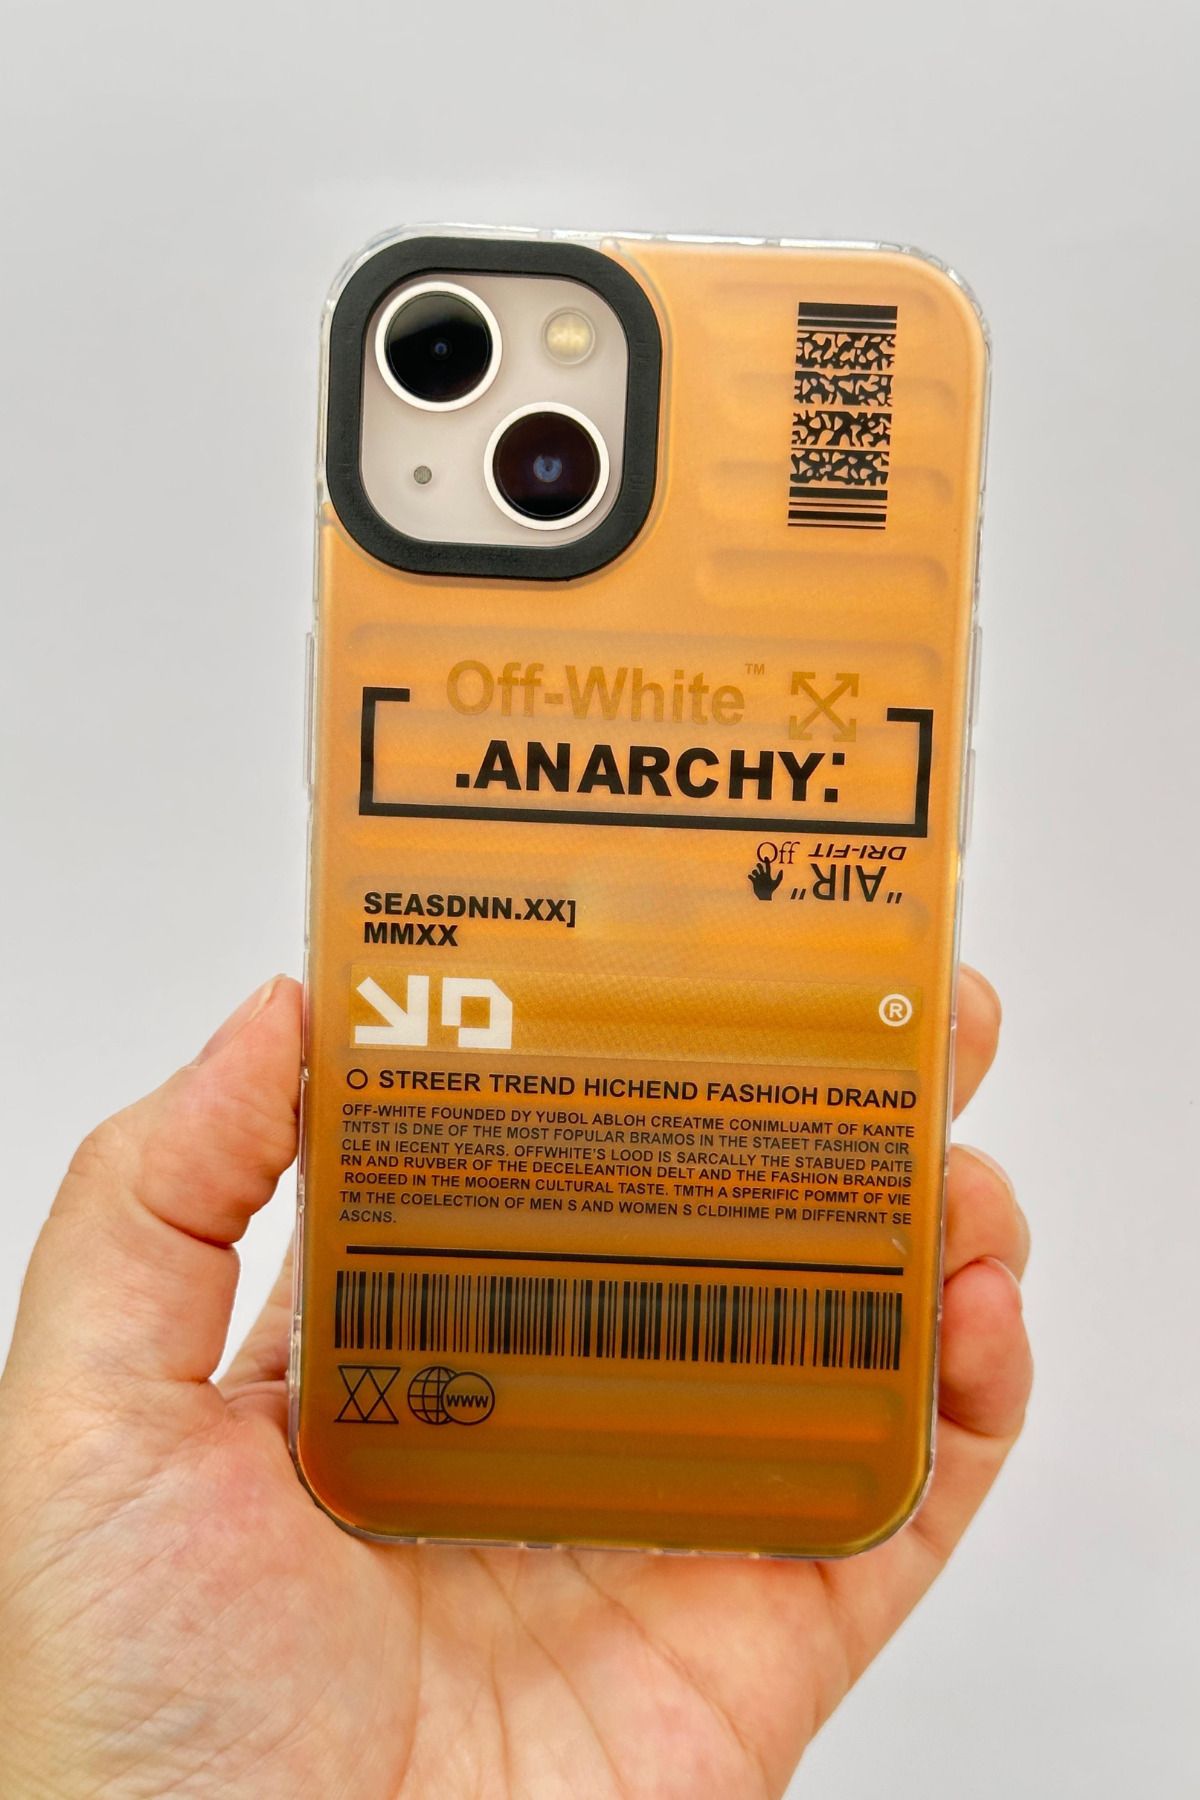 Off-White™
.ANARCHY:
Off DRI-FIT
"AIR"
SEASDNN.XX]
MMXX
®
O STREER TREND HICHEND FASHIOH DRAND
OFF-WHITE FOUNDED DY YUBOL ABLOH CREATME CONIMLUAMT OF KANTE
TNTST IS DNE OF THE MOST FOPULAR BRAMOS IN THE STAEET FASHION CIR
CLE IN IECENT YEARS. OFFWHITE'S LOOD IS SARCALLY THE STABUED PAITE
RN AND RUVBER OF THE DECELEANTION DELT AND THE FASHION BRANDIS
ROOEED IN THE MOOERN CULTURAL TASTE. TMTH A SPERIFIC POMMT OF VIE
TM THE COELECTION OF MEN S AND WOMEN S CLDIHIME PM DIFFENRNT SE
ASCNS.
WWW